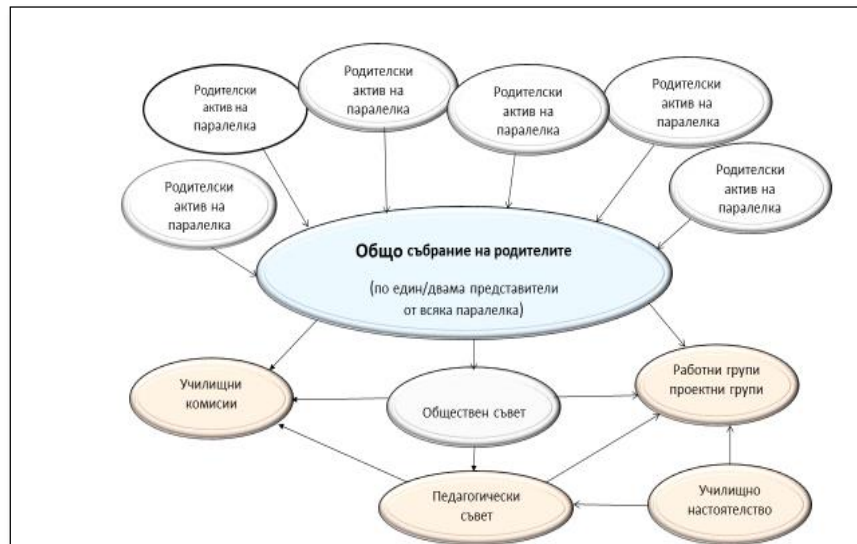 Родителски
актив на
паралелка
Родителски
актив на
паралелка
Родителски
актив на
паралелка
Родителски
актив на
паралелка
Родителски
актив на
паралелка
Родителски
актив на
паралелка
Общо събрание на родителите
(по един/двама представители
от всяка паралелка)
Училищни
комисии
Обществен съвет
Работни групи
проектни групи
Педагогически
съвет
Училищно
настоятелство